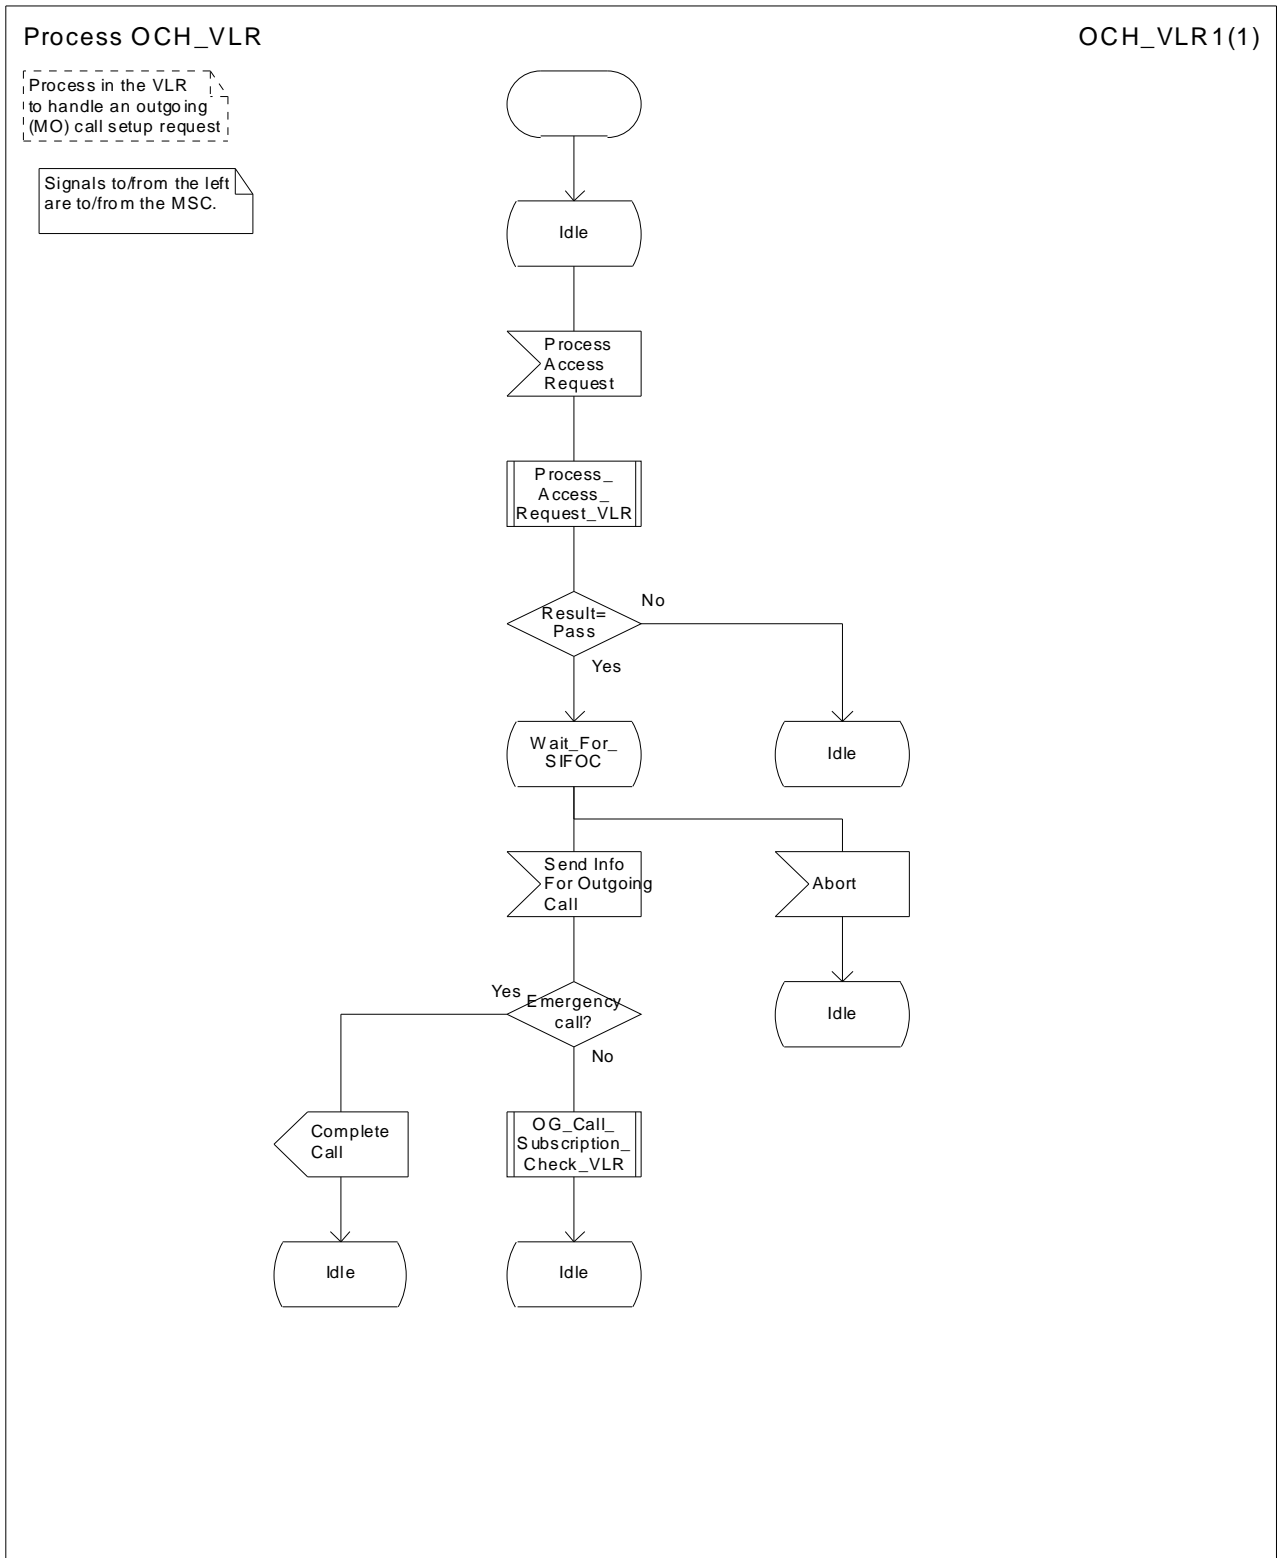 Process OCH_VLR
OCH_VLR1(1)
Process in the VLR
to handle an outgoing
(MO) call setup request
Signals to/from the left
are to/from the MSC.
Idle
Process
Access
Request
Process_
Access_
Request_VLR
Result=
Pass
No
Yes
Wait_For_
SIFOC
Idle
Send Info
For Outgoing
Call
Abort
Yes
Emergency
call?
No
Idle
Complete
Call
OG_Call_
Subscription_
Check_VLR
Idle
Idle